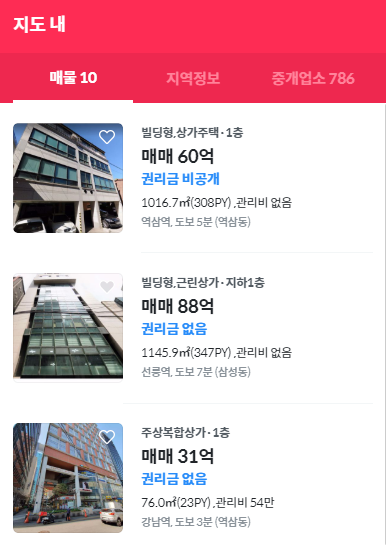 지도 내
매물 10
지역정보
중개업소 786
빌딩형,상가주택·1층
매매 60억
권리금 비공개
1016.7㎡(308PY) ,관리비 없음
역삼역, 도보 5분 (역삼동)
빌딩형,근린상가·지하1층
매매 88억
권리금 없음
1145.9㎡(347PY) ,관리비 없음
선릉역, 도보 7분 (삼성동)
주상복합상가·1층
매매 31억
권리금 없음
76.0㎡(23PY) ,관리비 54만
강남역, 도보 3분 (역삼동)